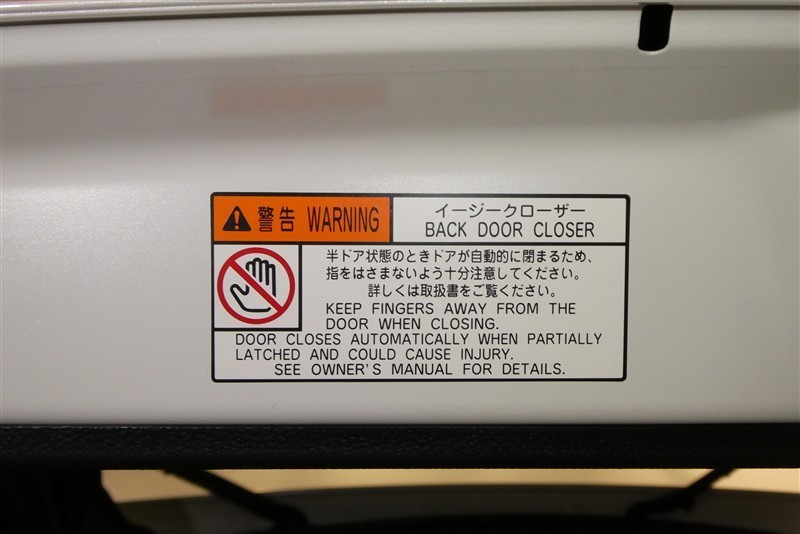 警告 WARNING
イージークローザー
BACK DOOR CLOSER
半ドア状態のときドアが自動的に閉まるため、
指をはさまないよう十分注意してください。
詳しくは取扱書をご覧ください。
KEEP FINGERS AWAY FROM THE
DOOR WHEN CLOSING.
DOOR CLOSES AUTOMATICALLY WHEN PARTIALLY
LATCHED AND COULD CAUSE INJURY.
SEE OWNER'S MANUAL FOR DETAILS.